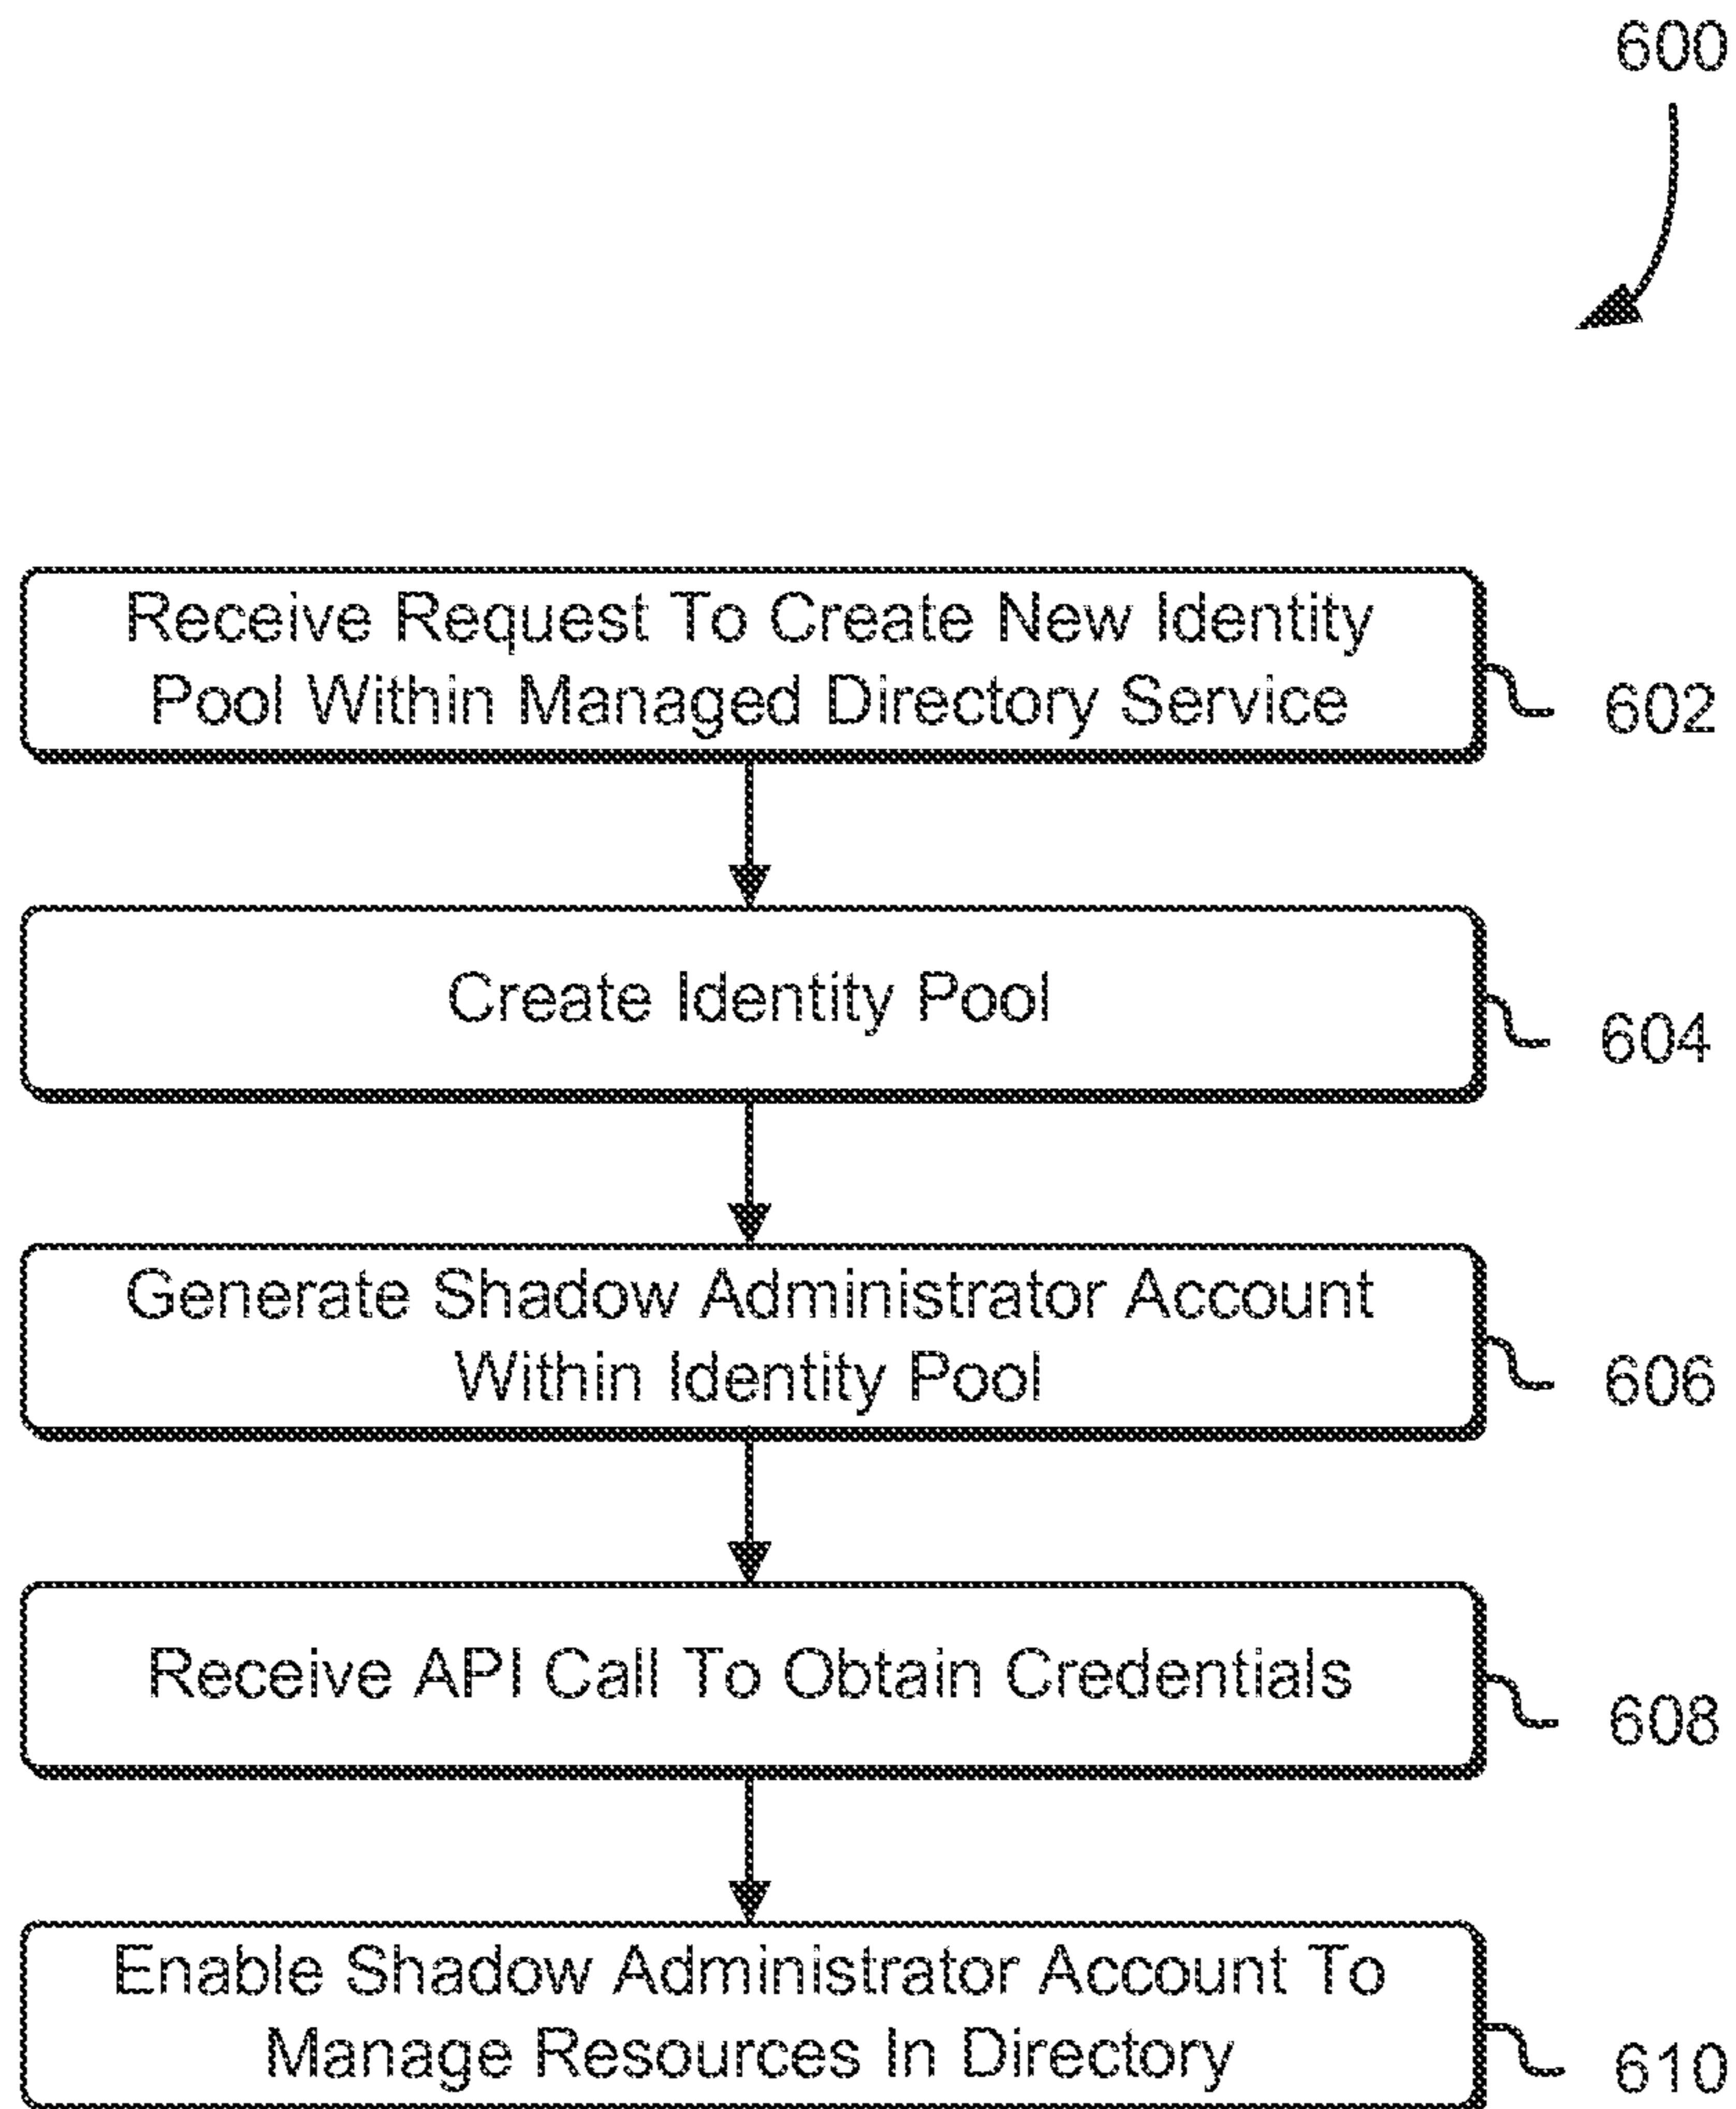 600
Receive Request To Create New Identity
Pool Within Managed Directory Service
602
Create Identity Pool
604
Generate Shadow Administrator Account
Within Identity Pool
606
Receive API Call To Obtain Credentials
608
Enable Shadow Administrator Account To
Manage Resources In Directory
610